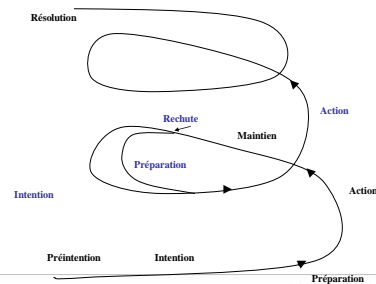 Résolution
Action
Rechute
Maintien
Préparation
Intention
Action
Préintention
Intention
Préparation